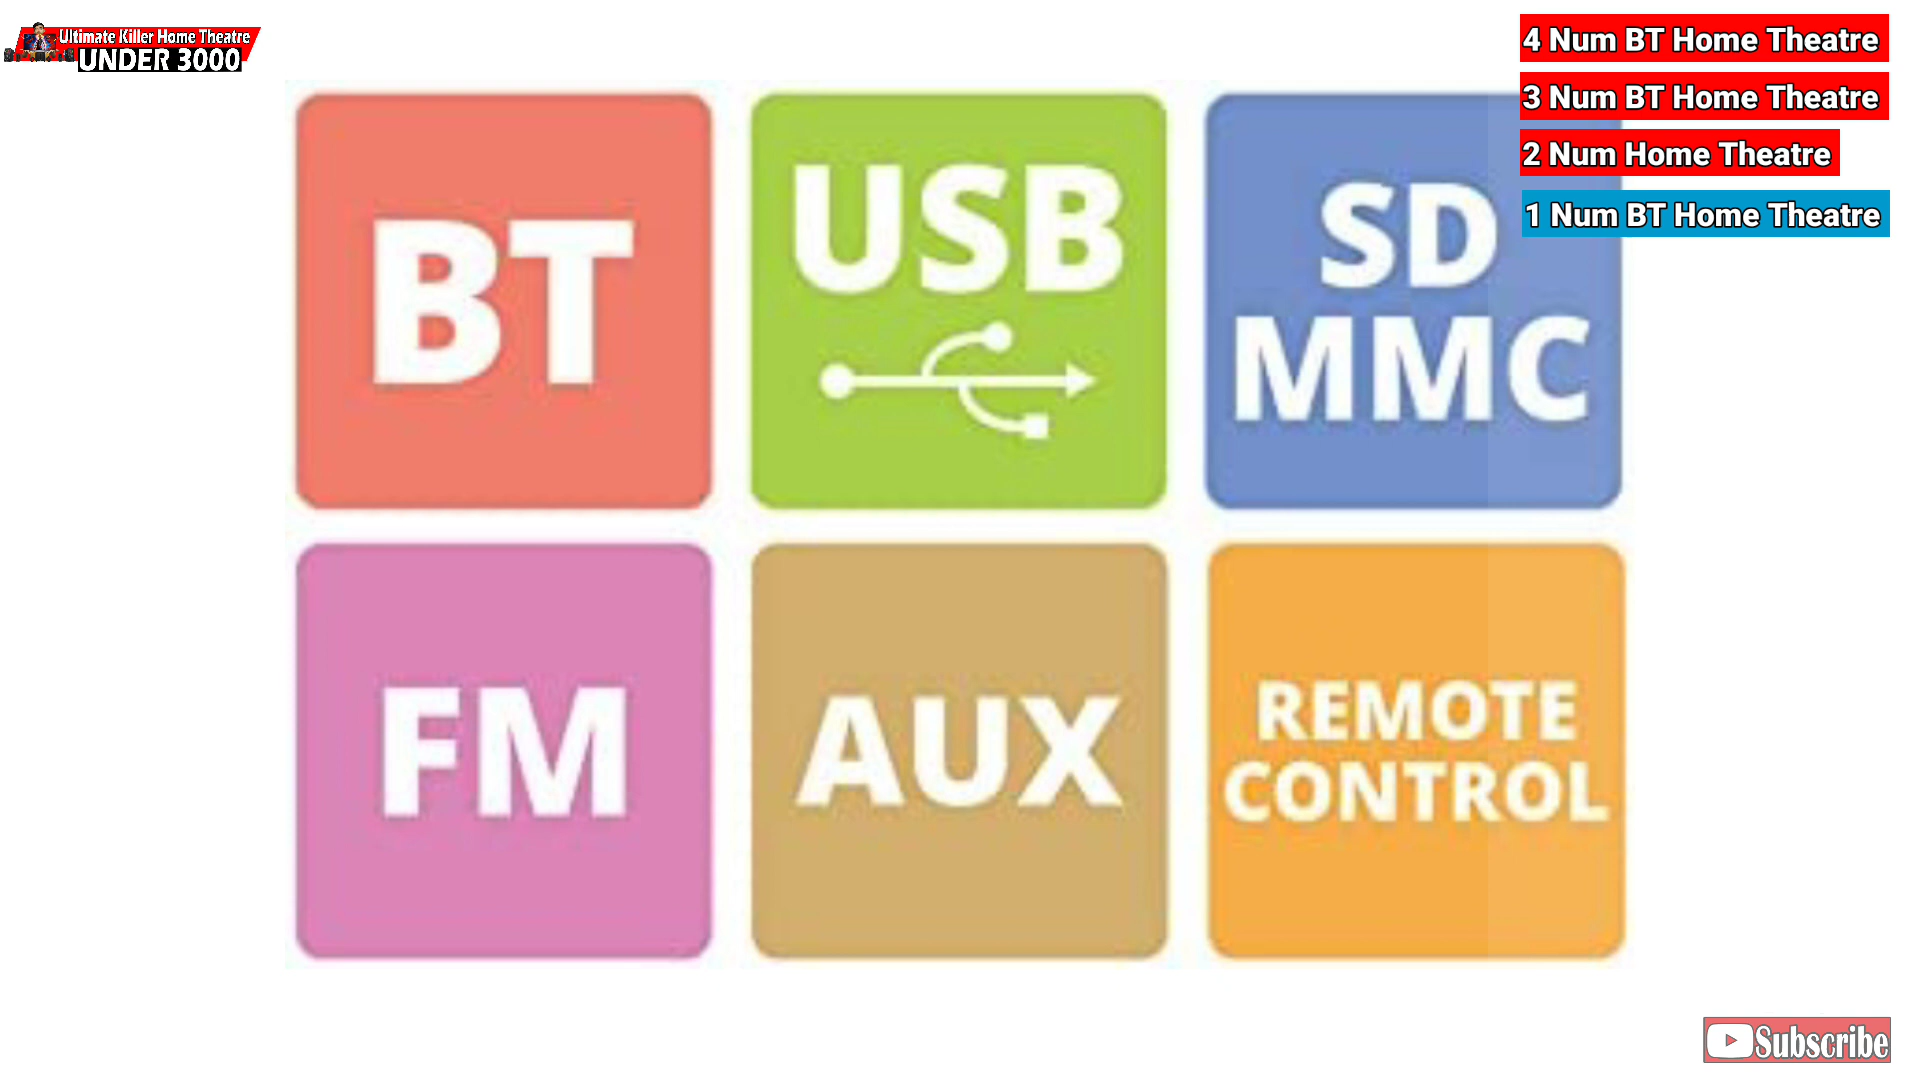 Ultimate Killer Home Theatre
UNDER 3000
4 Num BT Home Theatre
3 Num BT Home Theatre
2 Num Home Theatre
1 Num BT Home Theatre
BT
USB
SD
MMC
FM
AUX
REMOTE
CONTROL
Subscribe